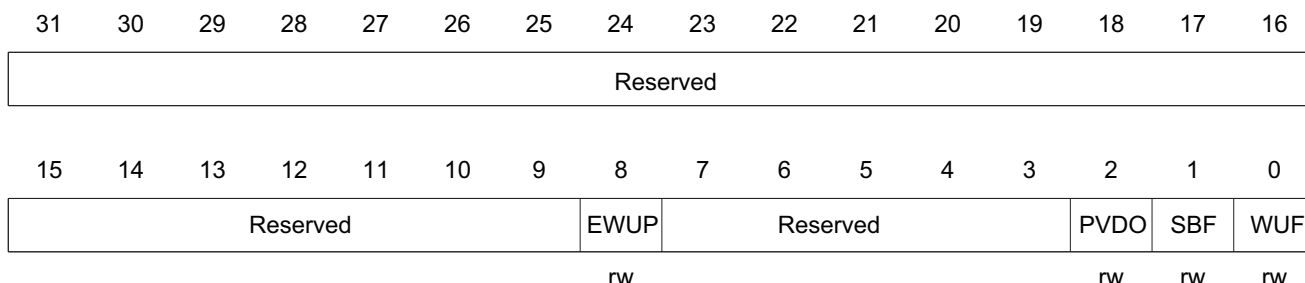 31 30 29 28 27 26 25 24 23 22 21 20 19 18 17 16
Reserved
15 14 13 12 11 10 9 8 7 6 5 4 3 2 1 0
Reserved EWUP Reserved PVDO SBF WUF
rw rw rw rw